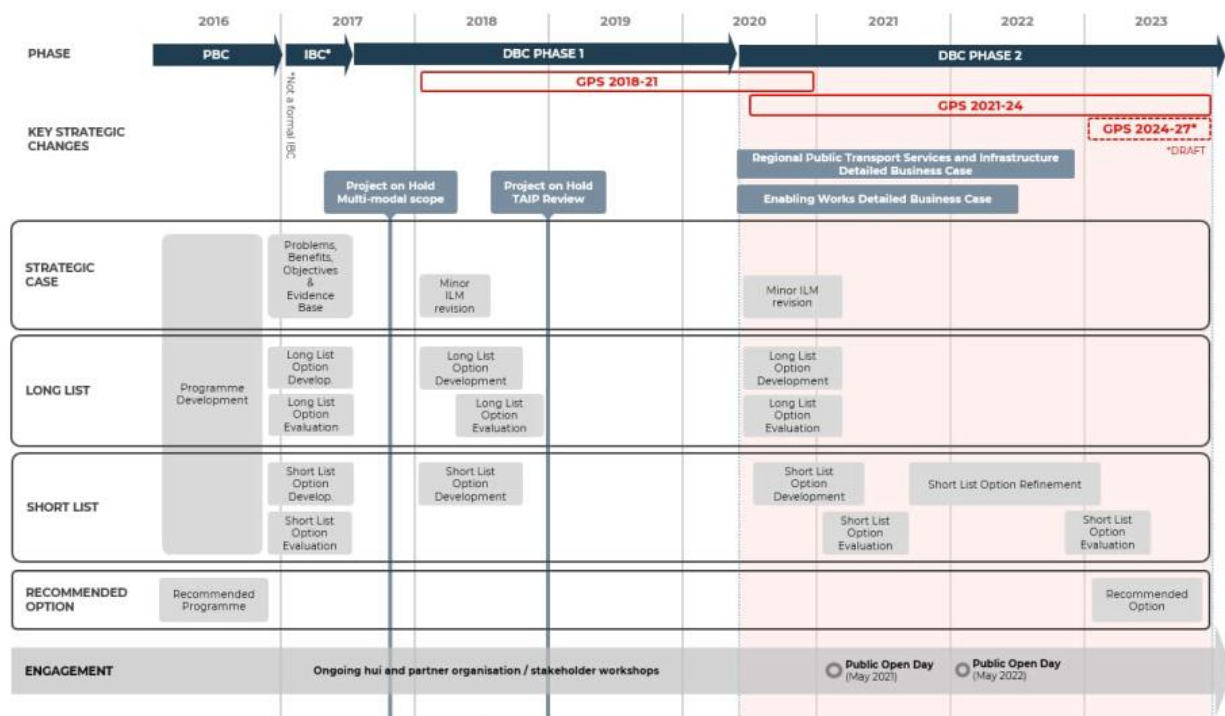 2016 2017 2018 2019 2020 2021 2022 2023
PHASE
PBC
IBC*
DBC PHASE 1
DBC PHASE 2
*Not a formal IBC
KEY STRATEGIC
CHANGES
GPS 2018-21
GPS 2021-24
GPS 2024-27*
*DRAFT
Regional Public Transport Services and Infrastructure
Detailed Business Case
Enabling Works Detailed Business Case
Project on Hold
Multi-modal scope
Project on Hold
TAIP Review
STRATEGIC
CASE
Problems,
Benefits,
Objectives
&
Evidence
Base
Minor
ILM
revision
Minor ILM
revision
LONG LIST
Programme
Development
Long List
Option
Develop.
Long List
Option
Evaluation
Long List
Option
Development
Long List
Option
Evaluation
Long List
Option
Development
Long List
Option
Evaluation
SHORT LIST
Short List
Option
Develop.
Short List
Option
Evaluation
Short List
Option
Development
Short List
Option
Development
Short List
Option
Evaluation
Short List Option Refinement
Short List
Option
Evaluation
RECOMMENDED
OPTION
Recommended
Programme
Recommended
Option
ENGAGEMENT
Ongoing hui and partner organisation / stakeholder workshops
Public Open Day
(May 2021)
Public Open Day
(May 2022)